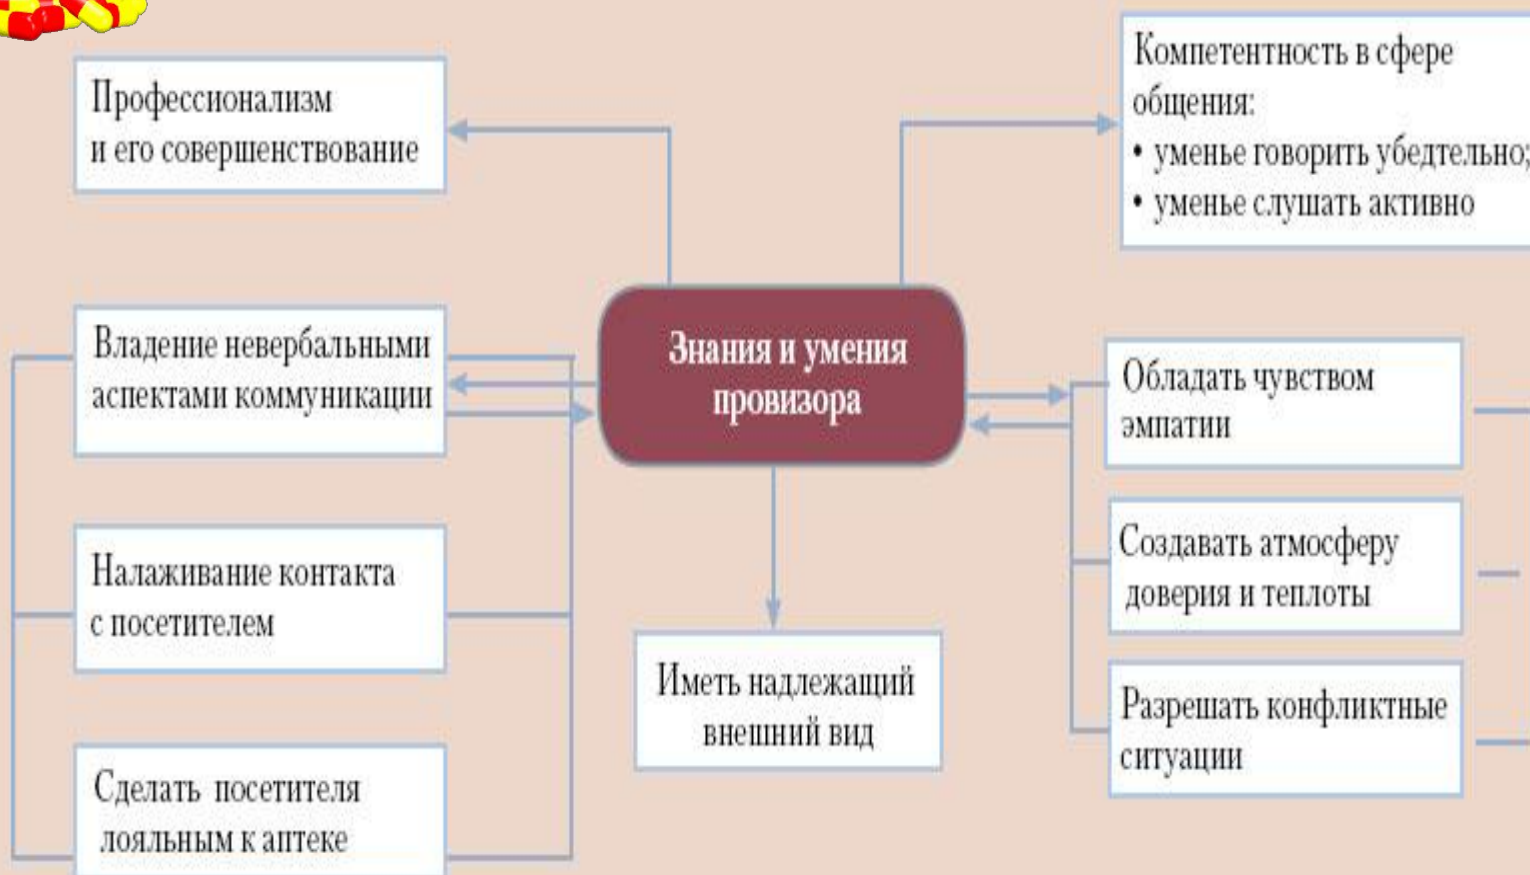 Профессионализм
и его совершенствование
Компетентность в сфере
общения:
• уменье говорить убедтельно;
• уменье слушать активно
Владение невербальными
аспектами коммуникации
Знания и умения
провизора
Обладать чувством
эмпатии
Налаживание контакта
с посетителем
Создавать атмосферу
доверия и теплоты
Иметь надлежащий
внешний вид
Разрешать конфликтные
ситуации
Сделать посетителя
лояльным к аптеке